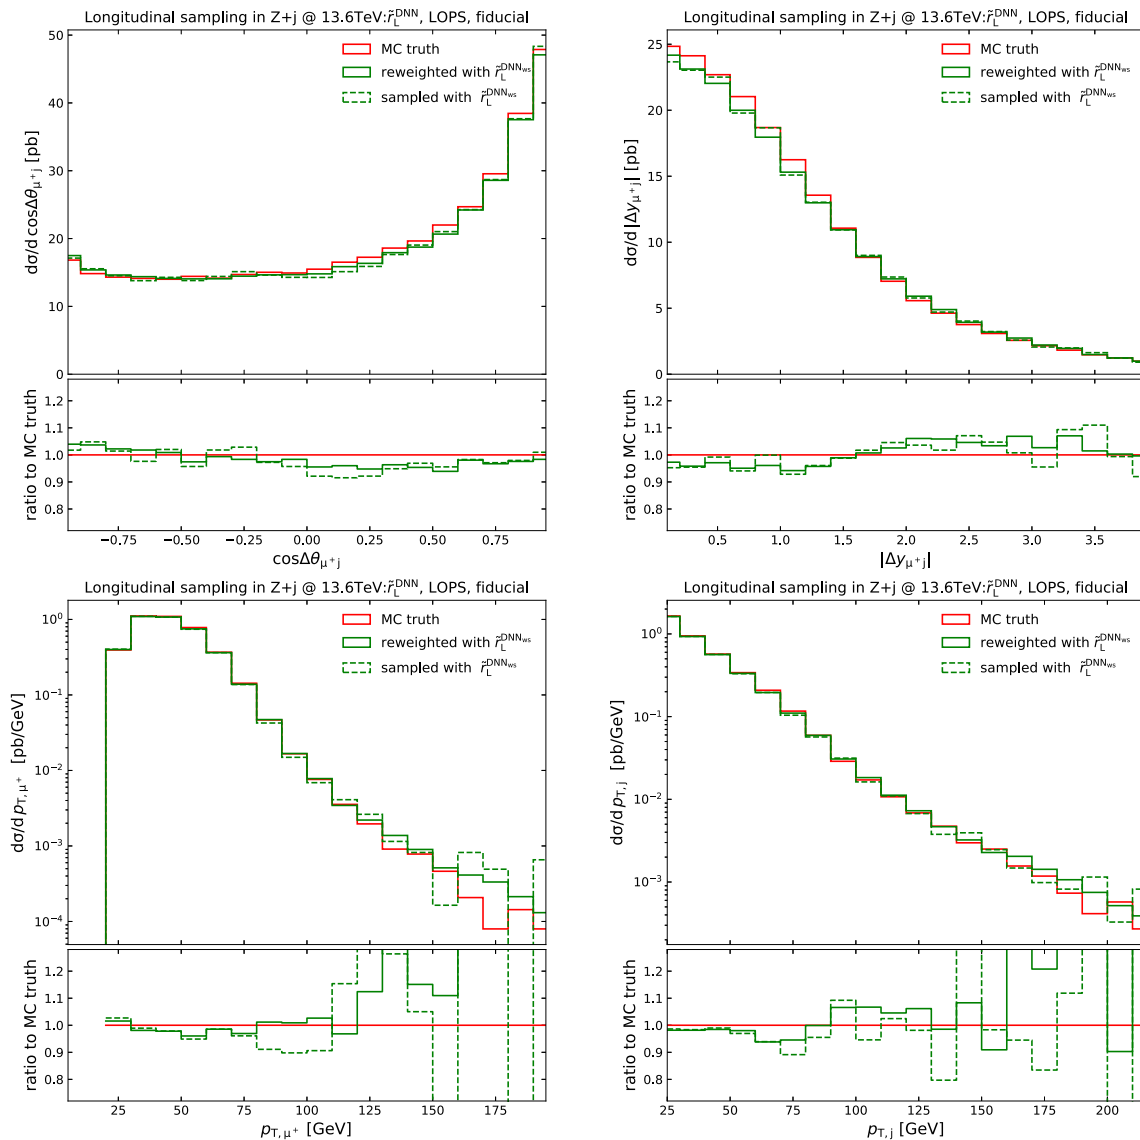 Longitudinal sampling in Z+j @ 13.6TeV:r̃_L^DNN, LOPS, fiducial
MC truth
reweighted with r̃_L^DNN_ws
sampled with r̃_L^DNN_ws
dσ/d cosΔθ_μ⁺j [pb]
50
40
30
20
10
0
ratio to MC truth
1.2
1.1
1.0
0.9
0.8
−0.75 −0.50 −0.25 0.00 0.25 0.50 0.75
cosΔθ_μ⁺j
Longitudinal sampling in Z+j @ 13.6TeV:r̃_L^DNN, LOPS, fiducial
MC truth
reweighted with r̃_L^DNN_ws
sampled with r̃_L^DNN_ws
dσ/d|Δy_μ⁺j| [pb]
25
20
15
10
5
0
ratio to MC truth
1.2
1.1
1.0
0.9
0.8
0.5 1.0 1.5 2.0 2.5 3.0 3.5
|Δy_μ⁺j|
Longitudinal sampling in Z+j @ 13.6TeV:r̃_L^DNN, LOPS, fiducial
MC truth
reweighted with r̃_L^DNN_ws
sampled with r̃_L^DNN_ws
dσ/d p_T,μ⁺ [pb/GeV]
10⁰
10⁻¹
10⁻²
10⁻³
10⁻⁴
ratio to MC truth
1.2
1.1
1.0
0.9
0.8
25 50 75 100 125 150 175
p_T,μ⁺ [GeV]
Longitudinal sampling in Z+j @ 13.6TeV:r̃_L^DNN, LOPS, fiducial
MC truth
reweighted with r̃_L^DNN_ws
sampled with r̃_L^DNN_ws
dσ/d p_T,j [pb/GeV]
10⁰
10⁻¹
10⁻²
10⁻³
ratio to MC truth
1.2
1.1
1.0
0.9
0.8
25 50 75 100 125 150 175 200
p_T,j [GeV]